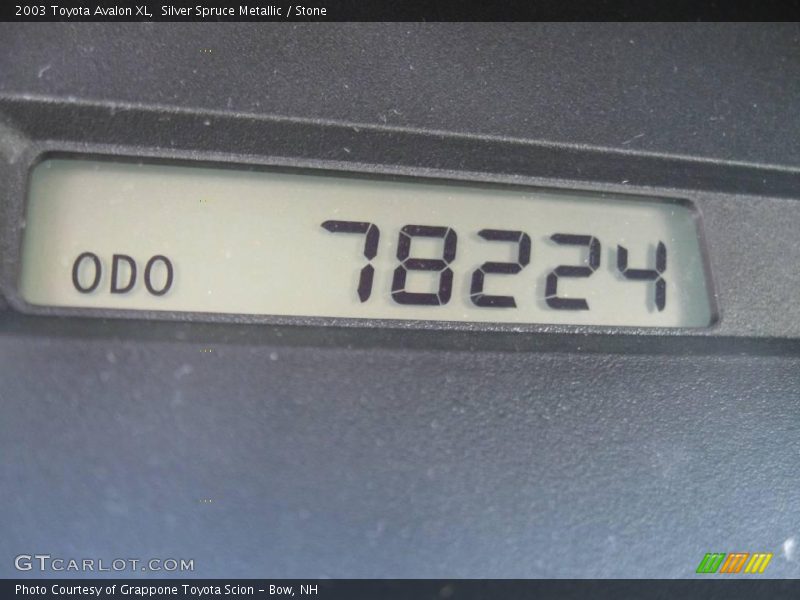 2003 Toyota Avalon XL,  Silver Spruce Metallic / Stone
ODO 78224
GTCARLOT.COM
Photo Courtesy of Grappone Toyota Scion - Bow, NH